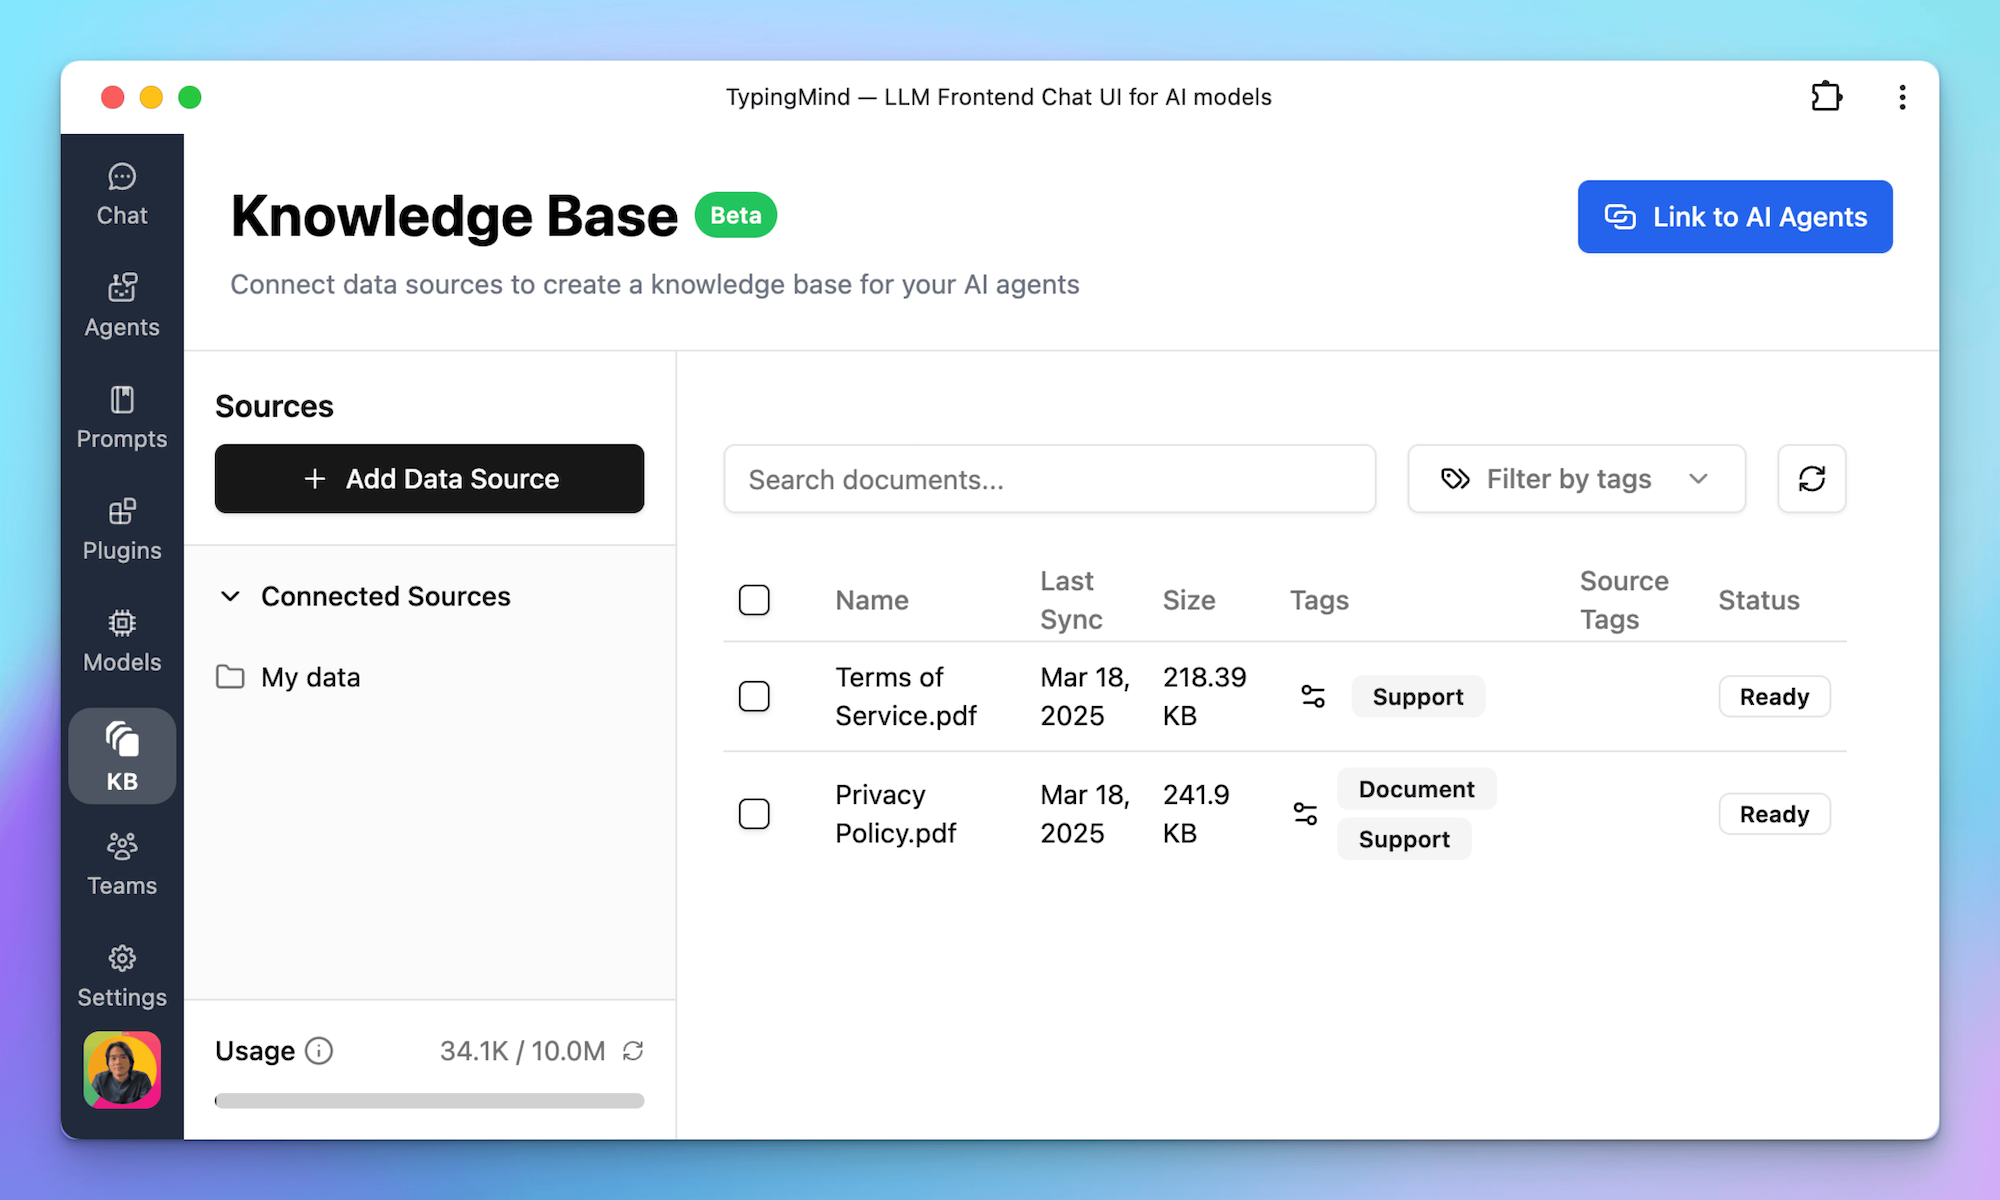 TypingMind — LLM Frontend Chat UI for AI models
Chat
Agents
Prompts
Plugins
Models
KB
Teams
Settings
Knowledge Base
Beta
Connect data sources to create a knowledge base for your AI agents
Link to AI Agents
Sources
Add Data Source
Connected Sources
My data
Usage
34.1K / 10.0M
Search documents...
Filter by tags
Name
Last
Sync
Size
Tags
Source
Tags
Status
Terms of
Service.pdf
Mar 18,
2025
218.39
KB
Support
Ready
Privacy
Policy.pdf
Mar 18,
2025
241.9
KB
Document
Support
Ready